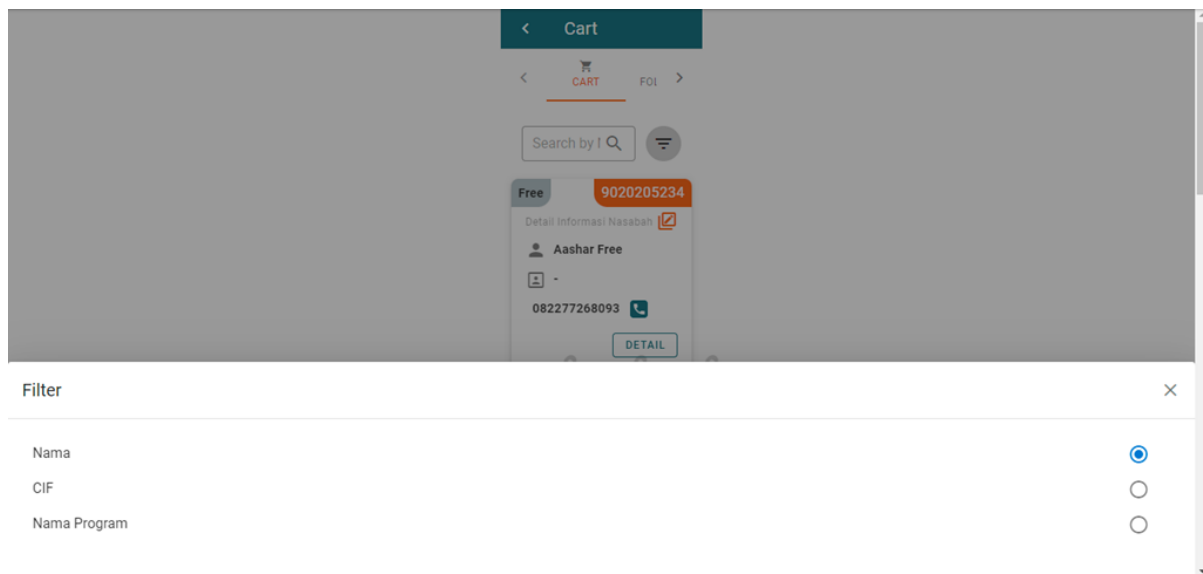 Cart
CART
FOL
Search by
Free
9020205234
Detail Informasi Nasabah
Aashar Free
-
082277268093
DETAIL
Filter
Nama
CIF
Nama Program